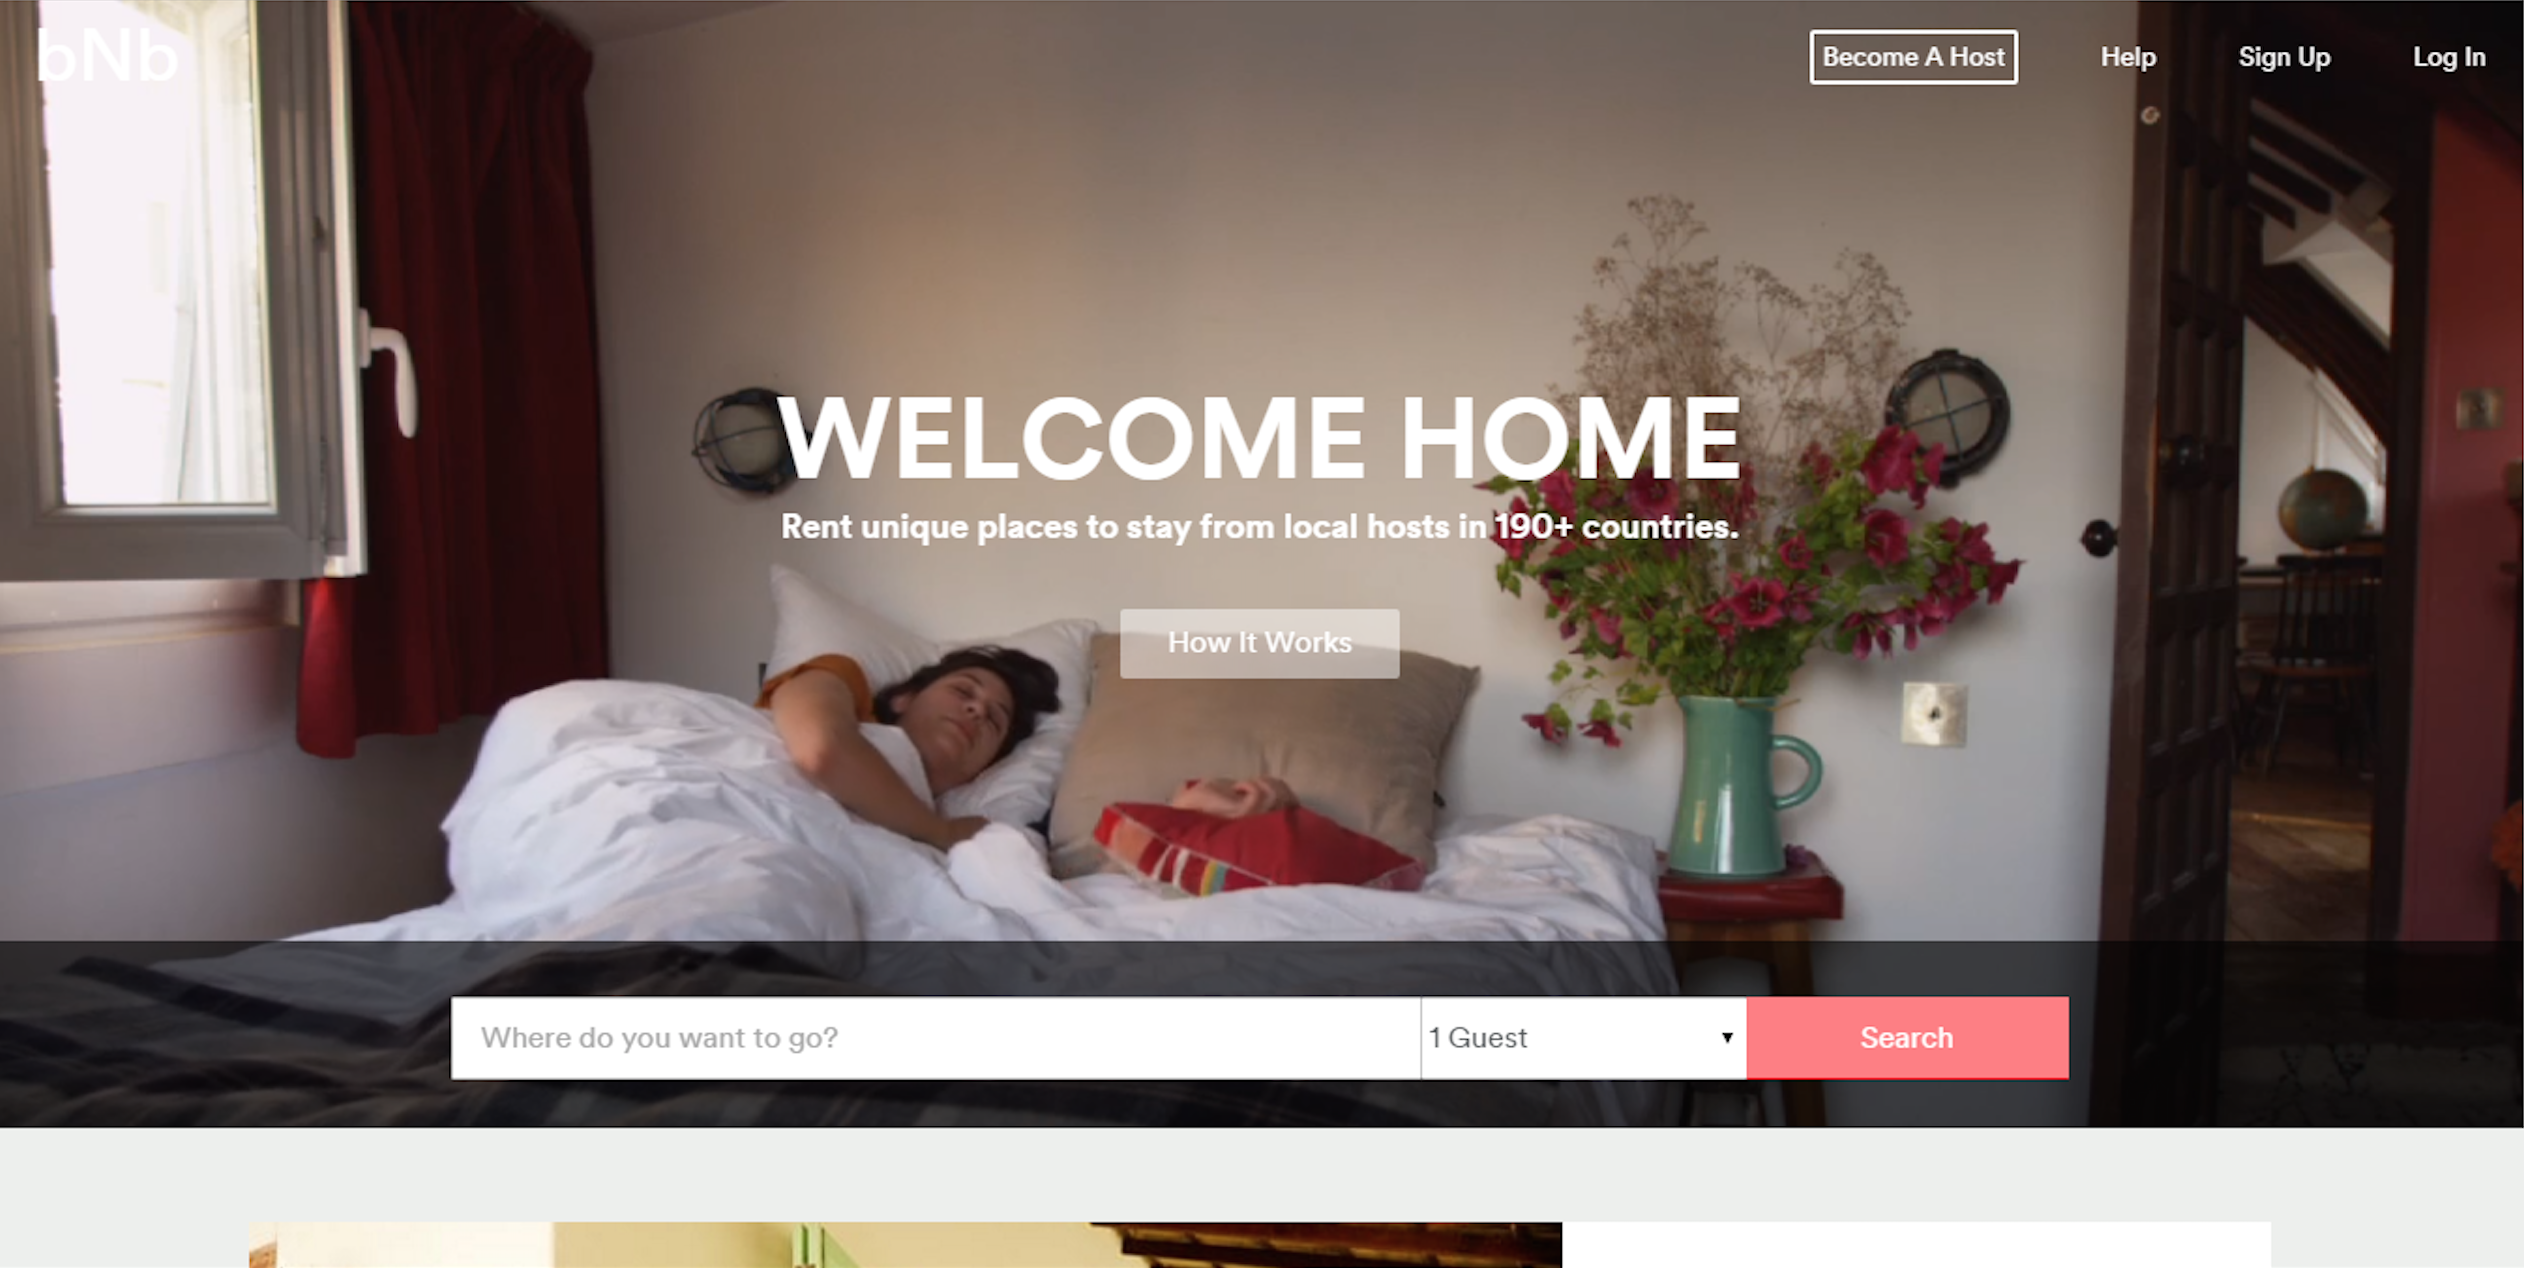 bNb
Become A Host
Help
Sign Up
Log In
WELCOME HOME
Rent unique places to stay from local hosts in 190+ countries.
How It Works
Where do you want to go?
1 Guest
Search